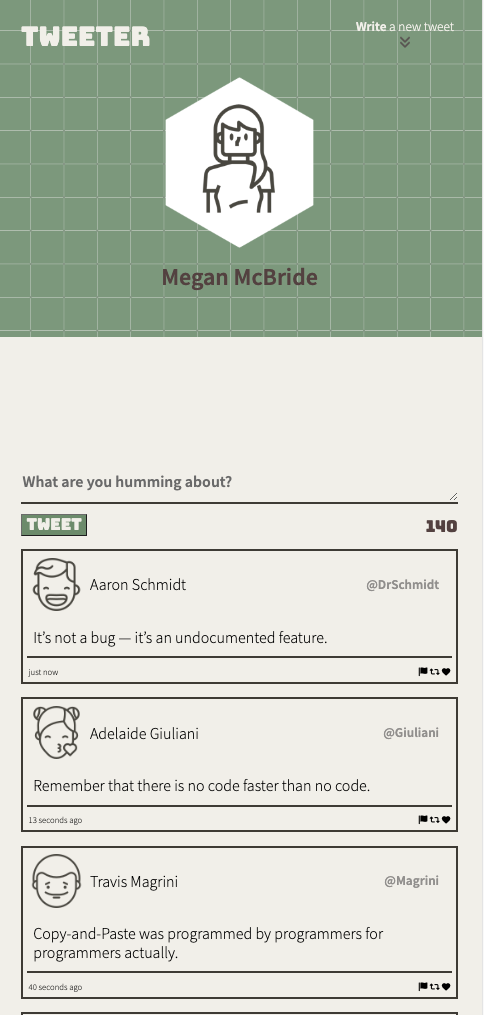 TWEETER
Write a new tweet
Megan McBride
What are you humming about?
TWEET
140
Aaron Schmidt
@DrSchmidt
It’s not a bug — it’s an undocumented feature.
just now
Adelaide Giuliani
@Giuliani
Remember that there is no code faster than no code.
13 seconds ago
Travis Magrini
@Magrini
Copy-and-Paste was programmed by programmers for
programmers actually.
40 seconds ago